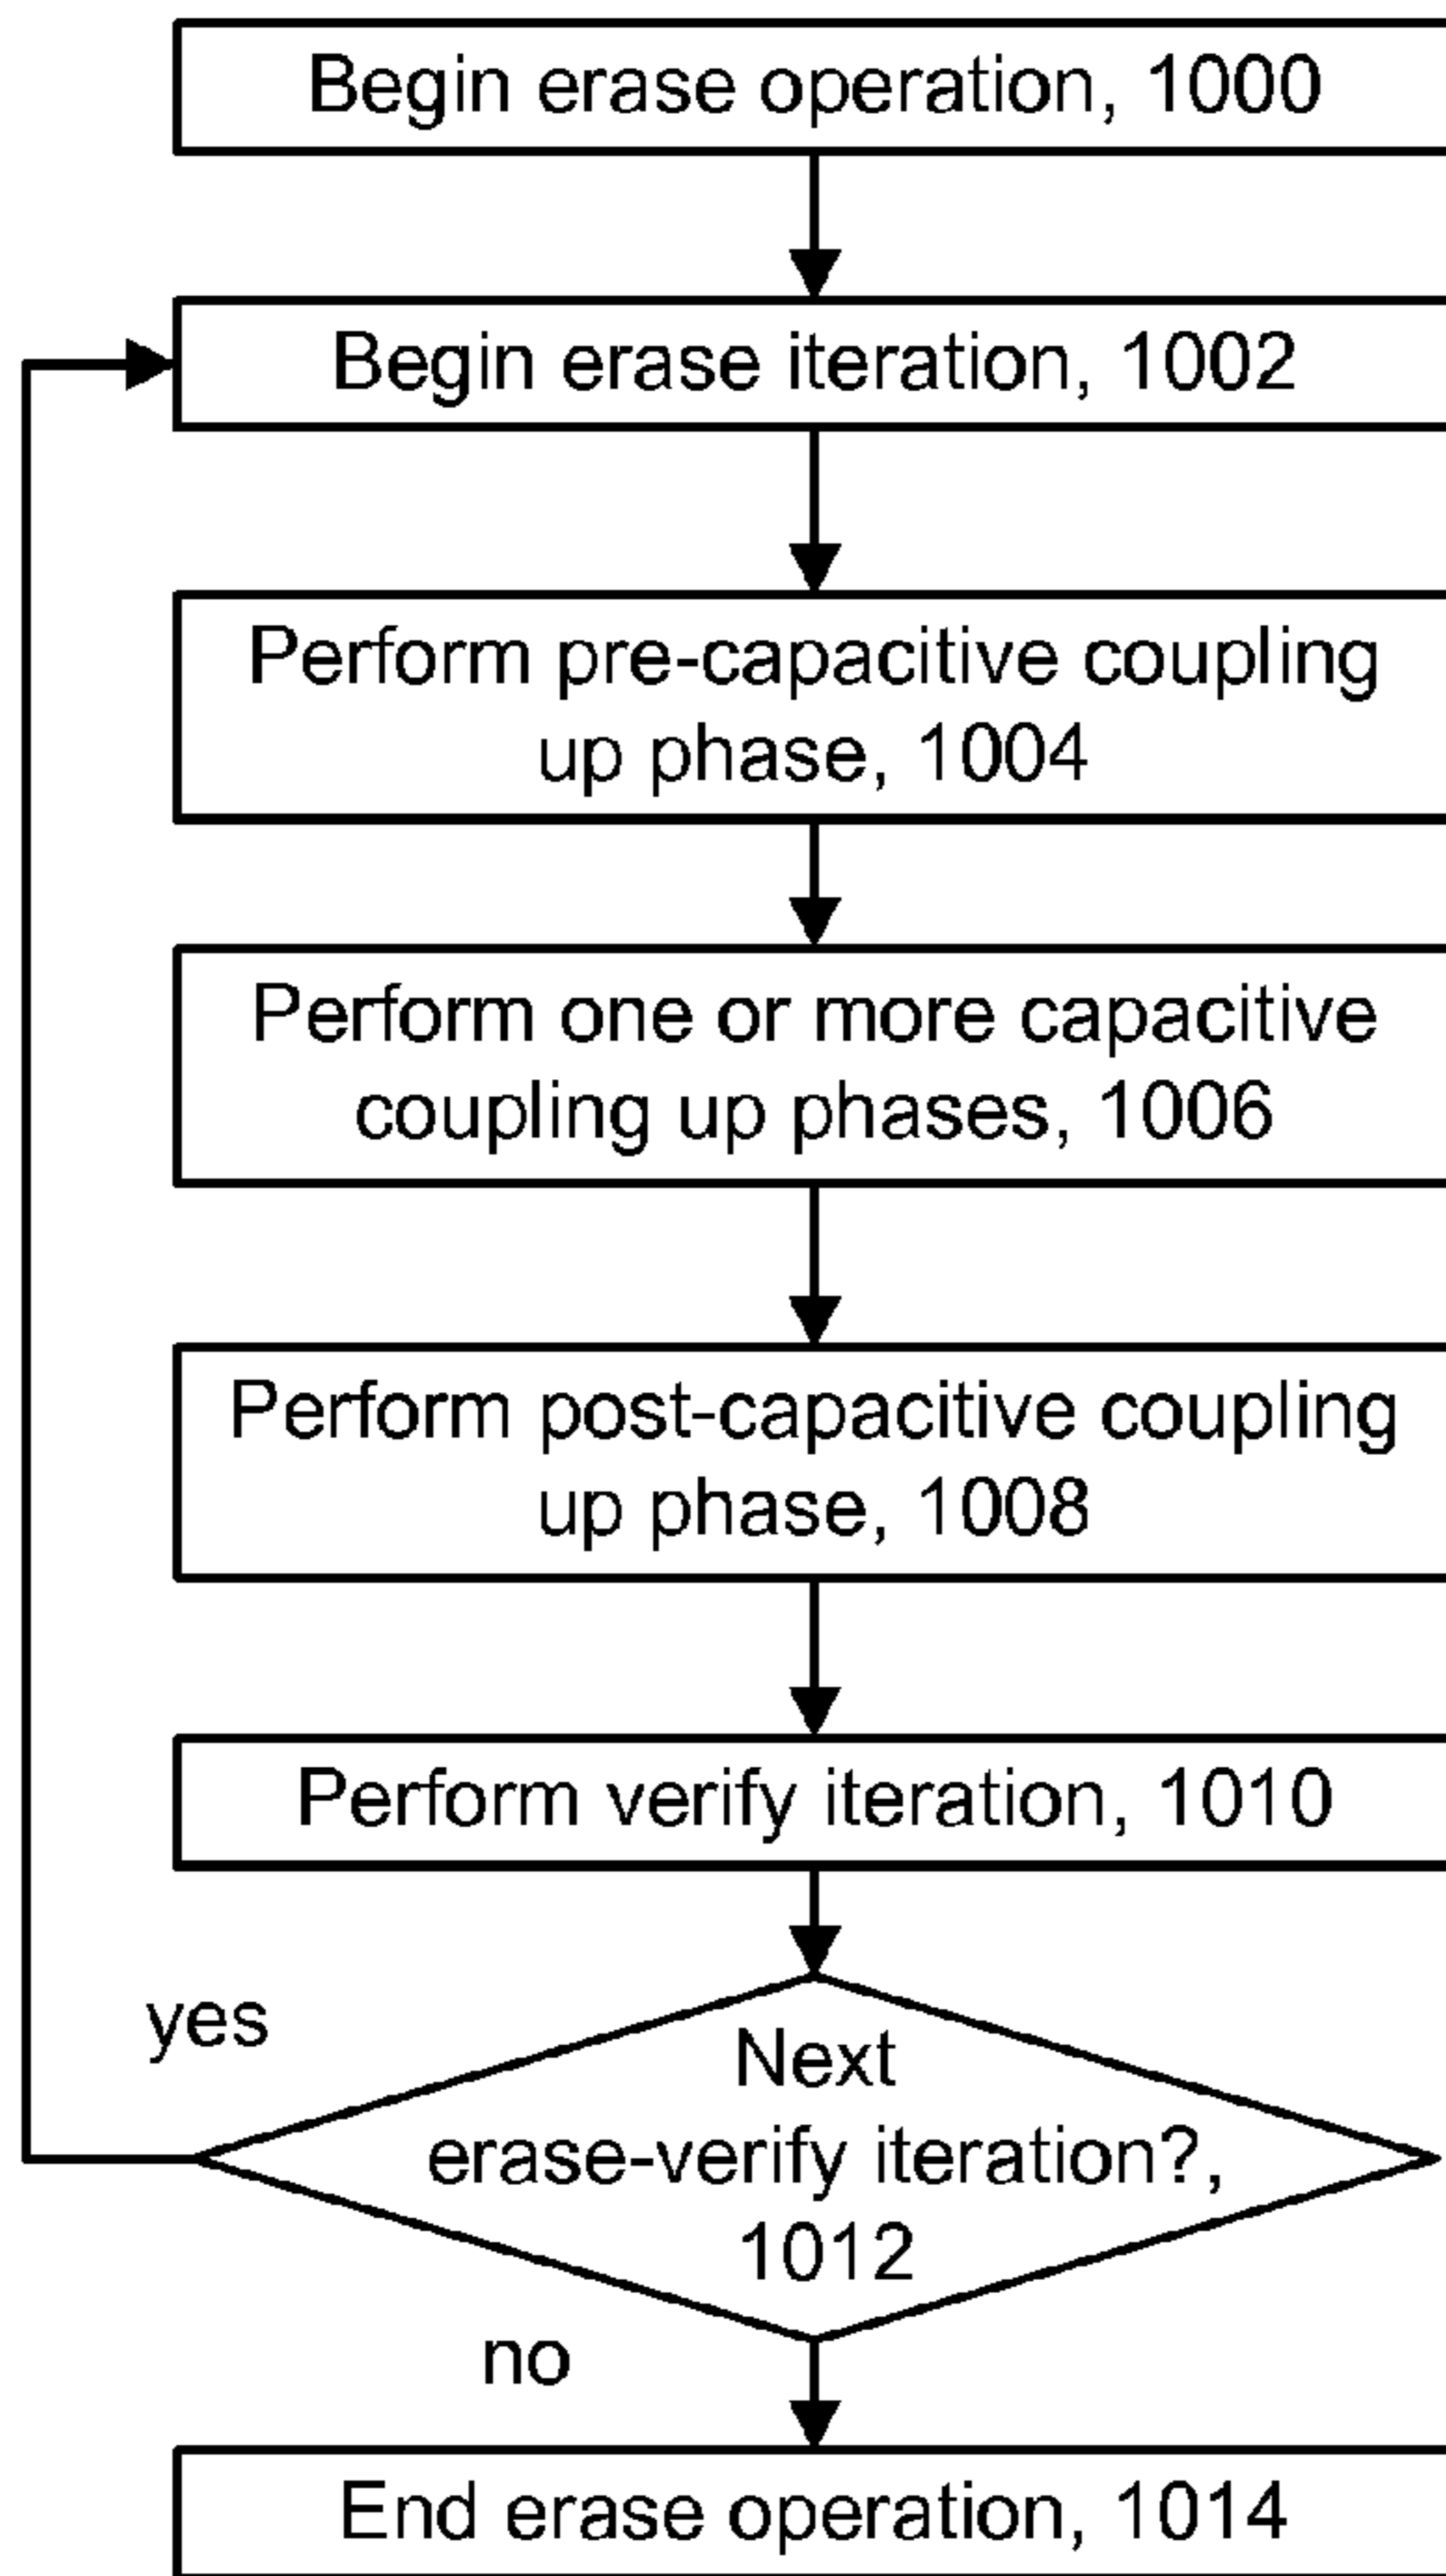 Begin erase operation, 1000
Begin erase iteration, 1002
Perform pre-capacitive coupling
up phase, 1004
Perform one or more capacitive
coupling up phases, 1006
Perform post-capacitive coupling
up phase, 1008
Perform verify iteration, 1010
yes
Next
erase-verify iteration?,
1012
no
End erase operation, 1014